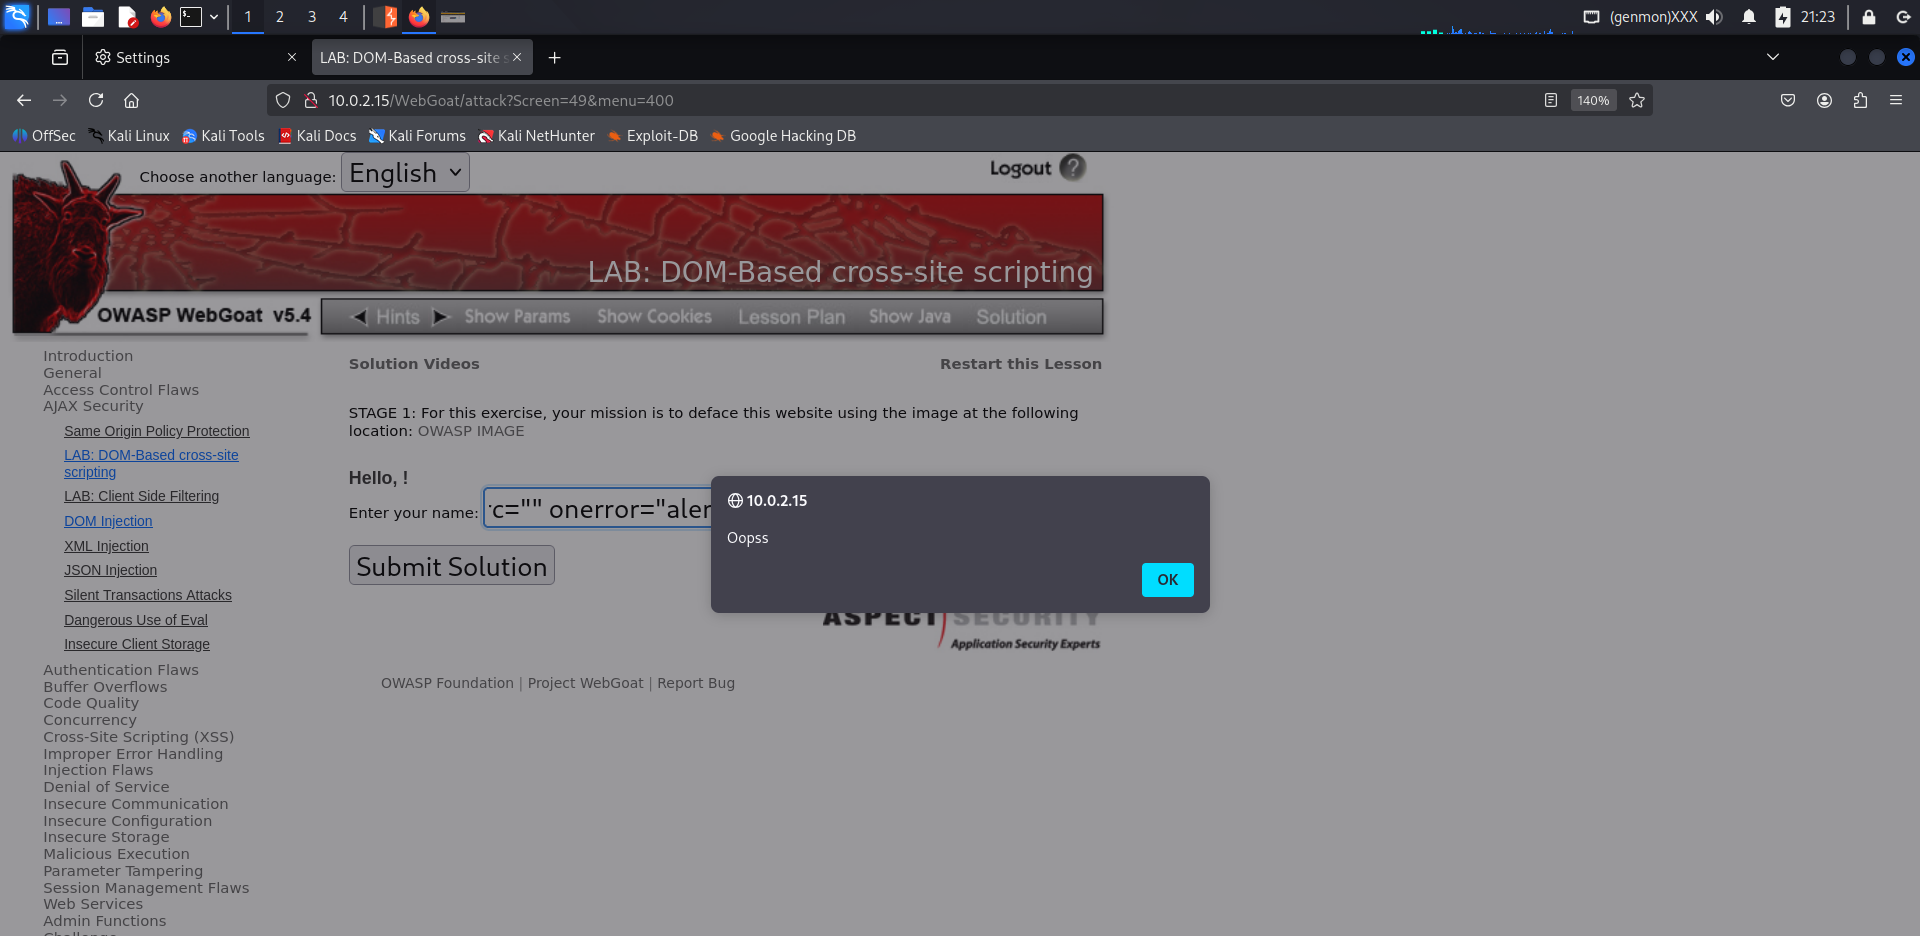 1 2 3 4 (genmon)XXX 21:23
Settings LAB: DOM-Based cross-site s
10.0.2.15/WebGoat/attack?Screen=49&menu=400 140%
OffSec Kali Linux Kali Tools Kali Docs Kali Forums Kali NetHunter Exploit-DB Google Hacking DB
Choose another language: English Logout ?
LAB: DOM-Based cross-site scripting
OWASP WebGoat v5.4 Hints Show Params Show Cookies Lesson Plan Show Java Solution
Introduction
General
Access Control Flaws
AJAX Security
Same Origin Policy Protection
LAB: DOM-Based cross-site
scripting
LAB: Client Side Filtering
DOM Injection
XML Injection
JSON Injection
Silent Transactions Attacks
Dangerous Use of Eval
Insecure Client Storage
Authentication Flaws
Buffer Overflows
Code Quality
Concurrency
Cross-Site Scripting (XSS)
Improper Error Handling
Injection Flaws
Denial of Service
Insecure Communication
Insecure Configuration
Insecure Storage
Malicious Execution
Parameter Tampering
Session Management Flaws
Web Services
Admin Functions
Challenge
Solution Videos Restart this Lesson
STAGE 1: For this exercise, your mission is to deface this website using the image at the following
location: OWASP IMAGE
Hello, !
Enter your name: rc="" onerror="aler
Submit Solution
10.0.2.15
Oopss
OK
ASPECT SECURITY
Application Security Experts
OWASP Foundation | Project WebGoat | Report Bug